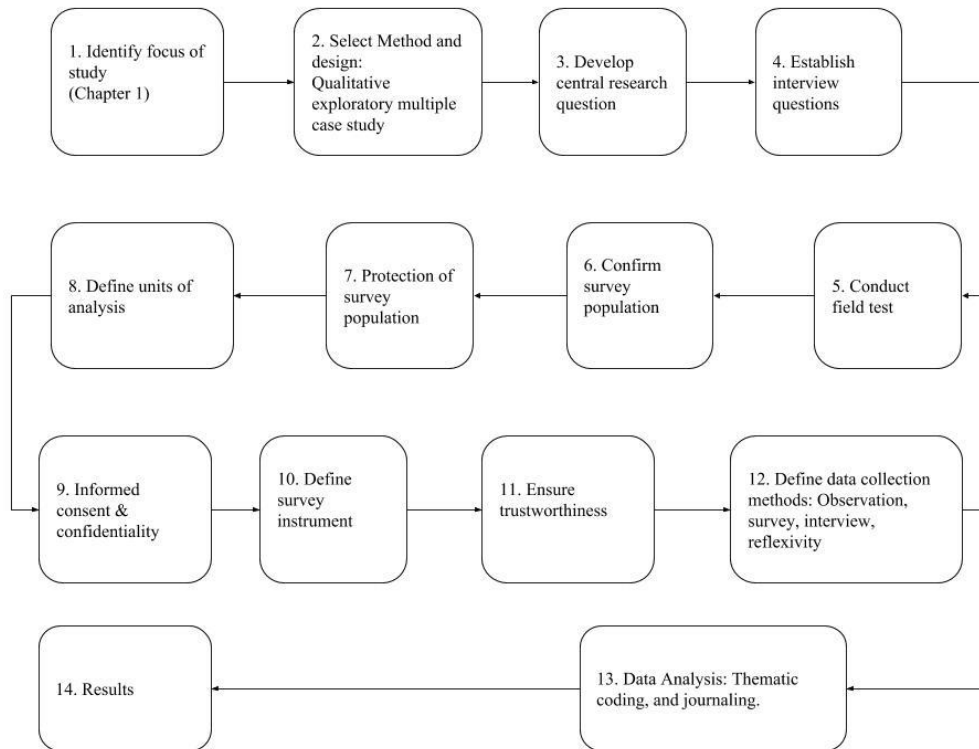 1. Identify focus of
study
(Chapter 1)
2. Select Method and
design:
Qualitative
exploratory multiple
case study
3. Develop
central research
question
4. Establish
interview
questions
5. Conduct
field test
6. Confirm
survey
population
7. Protection of
survey
population
8. Define units of
analysis
9. Informed
consent &
confidentiality
10. Define
survey
instrument
11. Ensure
trustworthiness
12. Define data collection
methods: Observation,
survey, interview,
reflexivity
13. Data Analysis: Thematic
coding, and journaling.
14. Results